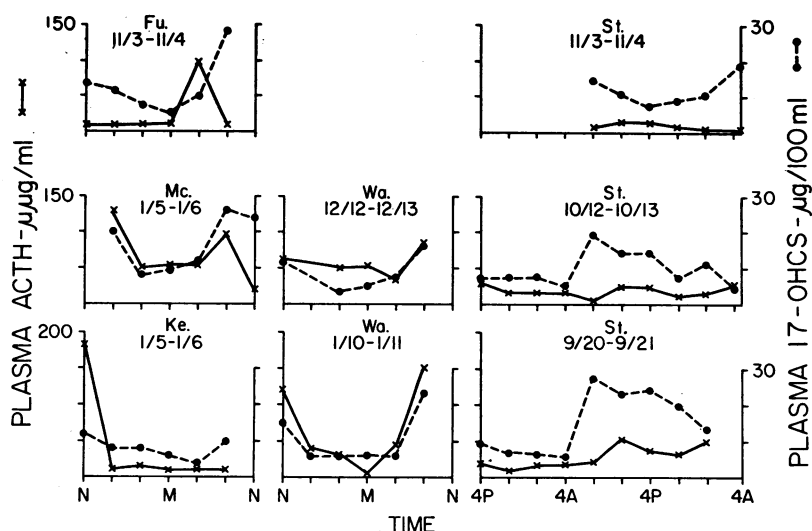 150
Fu.
11/3-11/4
St.
11/3-11/4
30
150
Mc.
1/5-1/6
Wa.
12/12-12/13
St.
10/12-10/13
30
200
Ke.
1/5-1/6
Wa.
1/10-1/11
St.
9/20-9/21
30
N M N N M N 4P 4A 4P 4A
TIME
PLASMA ACTH-μμg/ml
PLASMA 17-OHCS-μg/100ml